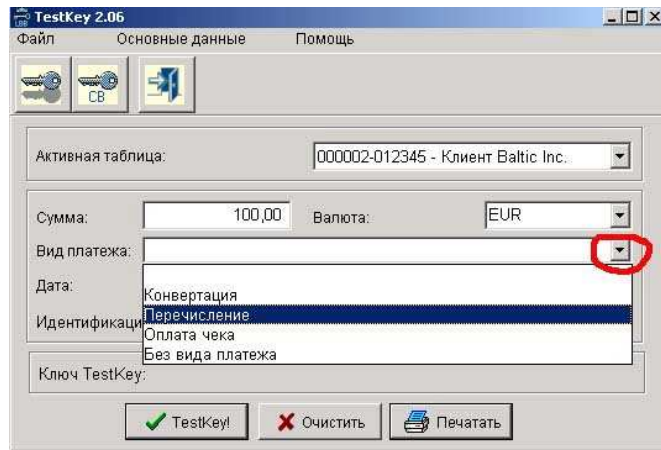 TestKey 2.06
Файл Основные данные Помощь
CB
Активная таблица: 000002-012345 - Клиент Baltic Inc.
Сумма: 100,00 Валюта: EUR
Вид платежа:
Дата:
Конвертация
Идентификаци
Перечисление
Оплата чека
Без вида платежа
Ключ TestKey:
TestKey! Очистить Печатать